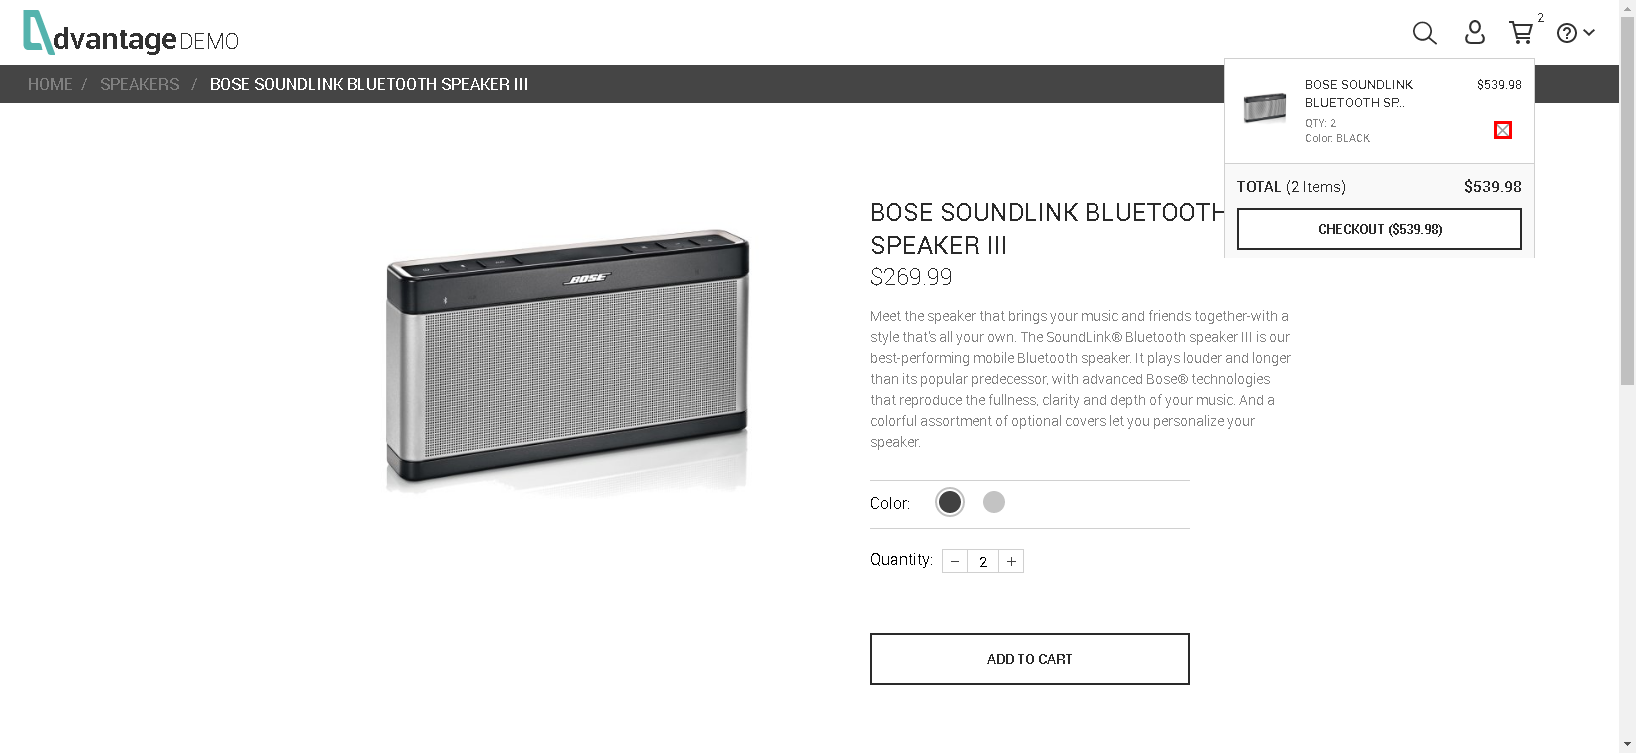 dvantage DEMO
2
HOME / SPEAKERS / BOSE SOUNDLINK BLUETOOTH SPEAKER III
BOSE SOUNDLINK BLUETOOTH SP... $539.98
QTY: 2
Color: BLACK
TOTAL (2 Items) $539.98
CHECKOUT ($539.98)
BOSE
BOSE SOUNDLINK BLUETOOTH
SPEAKER III
$269.99
Meet the speaker that brings your music and friends together-with a
style that's all your own. The SoundLink® Bluetooth speaker III is our
best-performing mobile Bluetooth speaker. It plays louder and longer
than its popular predecessor, with advanced Bose® technologies
that reproduce the fullness, clarity and depth of your music. And a
colorful assortment of optional covers let you personalize your
speaker.
Color:
Quantity: − 2 +
ADD TO CART